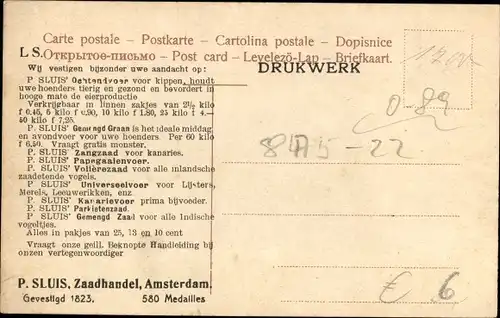 Carte postale – Postkarte – Cartolina postale – Dopisnice
L S. Открытое-письмо – Post card – Levelező-Lap – Briefkaart.
Wij vestigen bijzonder uwe aandacht op:
DRUKWERK
P SLUIS' Ochtendvoer voor kippen, houdt
uwe hoenders tierig en gezond en bevordert in
hooge mate de eierproductie
Verkrijgbaar in linnen zakjes van 2½ kilo
f 0.45, 5 kilo f 0.90, 10 kilo f 1.80, 25 kilo f 4.–
50 kilo f 7.25.
P. SLUIS' Gemengd Graan is het ideale middag
en avondvoer voor uwe hoenders. Per 60 kilo
f 6.50. Vraagt gratis monster.
P. SLUIS' Zangzaad voor kanaries.
P. SLUIS' Papegaaienvoer.
P. SLUIS' Volièrezaad voor alle inlandsche
zaadetende vogels.
P. SLUIS' Universeelvoer voor Lijsters,
Merels, Leeuwerikken, enz
P. SLUIS' Kanarievoer prima bijvoeder.
P. SLUIS' Parkietenzaad.
P. SLUIS' Gemengd Zaad voor alle Indische
vogeltjes.
Alles in pakjes van 25, 13 en 10 cent
Vraagt onze geill. Beknopte Handleiding bij
onzen vertegenwoordiger
P. SLUIS, Zaadhandel, Amsterdam.
Gevestigd 1823. 580 Medailles
0-89
8475-22
€ 6